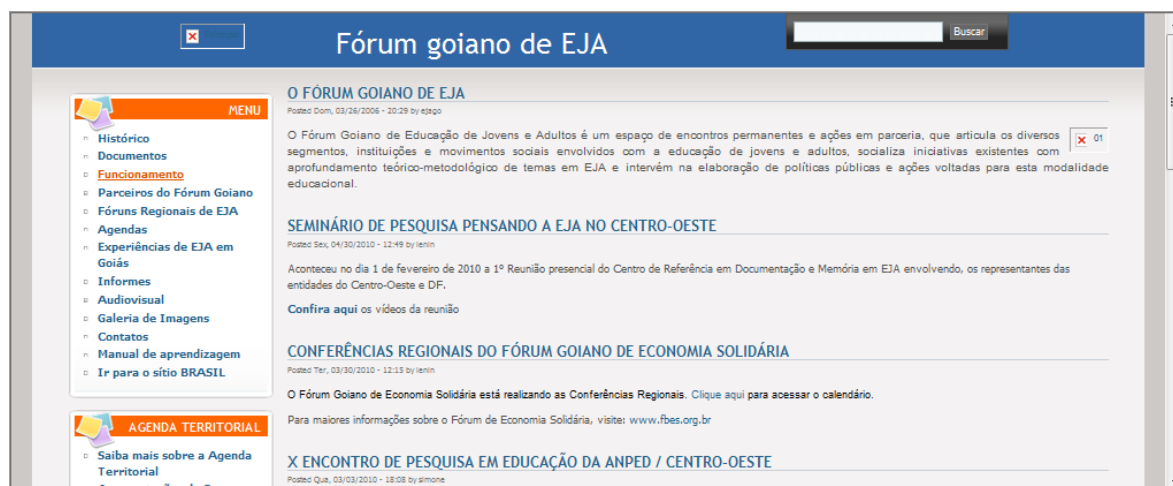 Fórum goiano de EJA
Buscar
MENU
Histórico
Documentos
Funcionamento
Parceiros do Fórum Goiano
Fóruns Regionais de EJA
Agendas
Experiências de EJA em
Goiás
Informes
Audiovisual
Galeria de Imagens
Contatos
Manual de aprendizagem
Ir para o sítio BRASIL
AGENDA TERRITORIAL
Saiba mais sobre a Agenda
Territorial
O FÓRUM GOIANO DE EJA
Posted Dom, 03/26/2006 - 20:29 by ejago
O Fórum Goiano de Educação de Jovens e Adultos é um espaço de encontros permanentes e ações em parceria, que articula os diversos
01
segmentos, instituições e movimentos sociais envolvidos com a educação de jovens e adultos, socializa iniciativas existentes com
aprofundamento teórico-metodológico de temas em EJA e intervém na elaboração de políticas públicas e ações voltadas para esta modalidade
educacional.
SEMINÁRIO DE PESQUISA PENSANDO A EJA NO CENTRO-OESTE
Posted Sex, 04/30/2010 - 12:49 by lenin
Aconteceu no dia 1 de fevereiro de 2010 a 1º Reunião presencial do Centro de Referência em Documentação e Memória em EJA envolvendo, os representantes das
entidades do Centro-Oeste e DF.
Confira aqui os vídeos da reunião
CONFERÊNCIAS REGIONAIS DO FÓRUM GOIANO DE ECONOMIA SOLIDÁRIA
Posted Ter, 03/30/2010 - 12:15 by lenin
O Fórum Goiano de Economia Solidária está realizando as Conferências Regionais. Clique aqui para acessar o calendário.
Para maiores informações sobre o Fórum de Economia Solidária, visite: www.fbes.org.br
X ENCONTRO DE PESQUISA EM EDUCAÇÃO DA ANPED / CENTRO-OESTE
Posted Qua, 03/03/2010 - 18:08 by simone